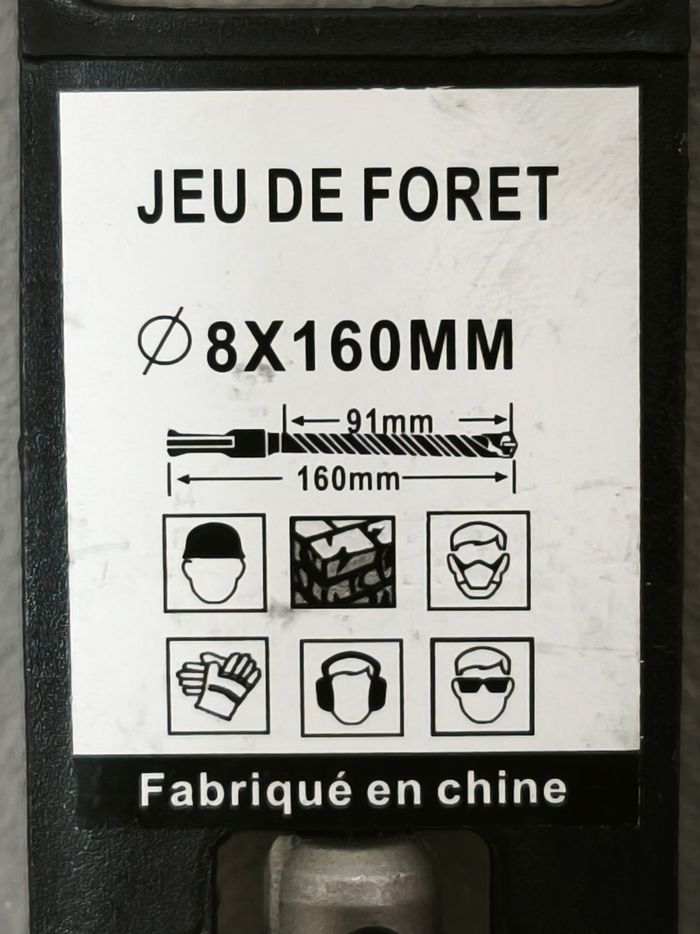 JEU DE FORET
Ø 8X160MM
91mm
160mm
Fabriqué en chine